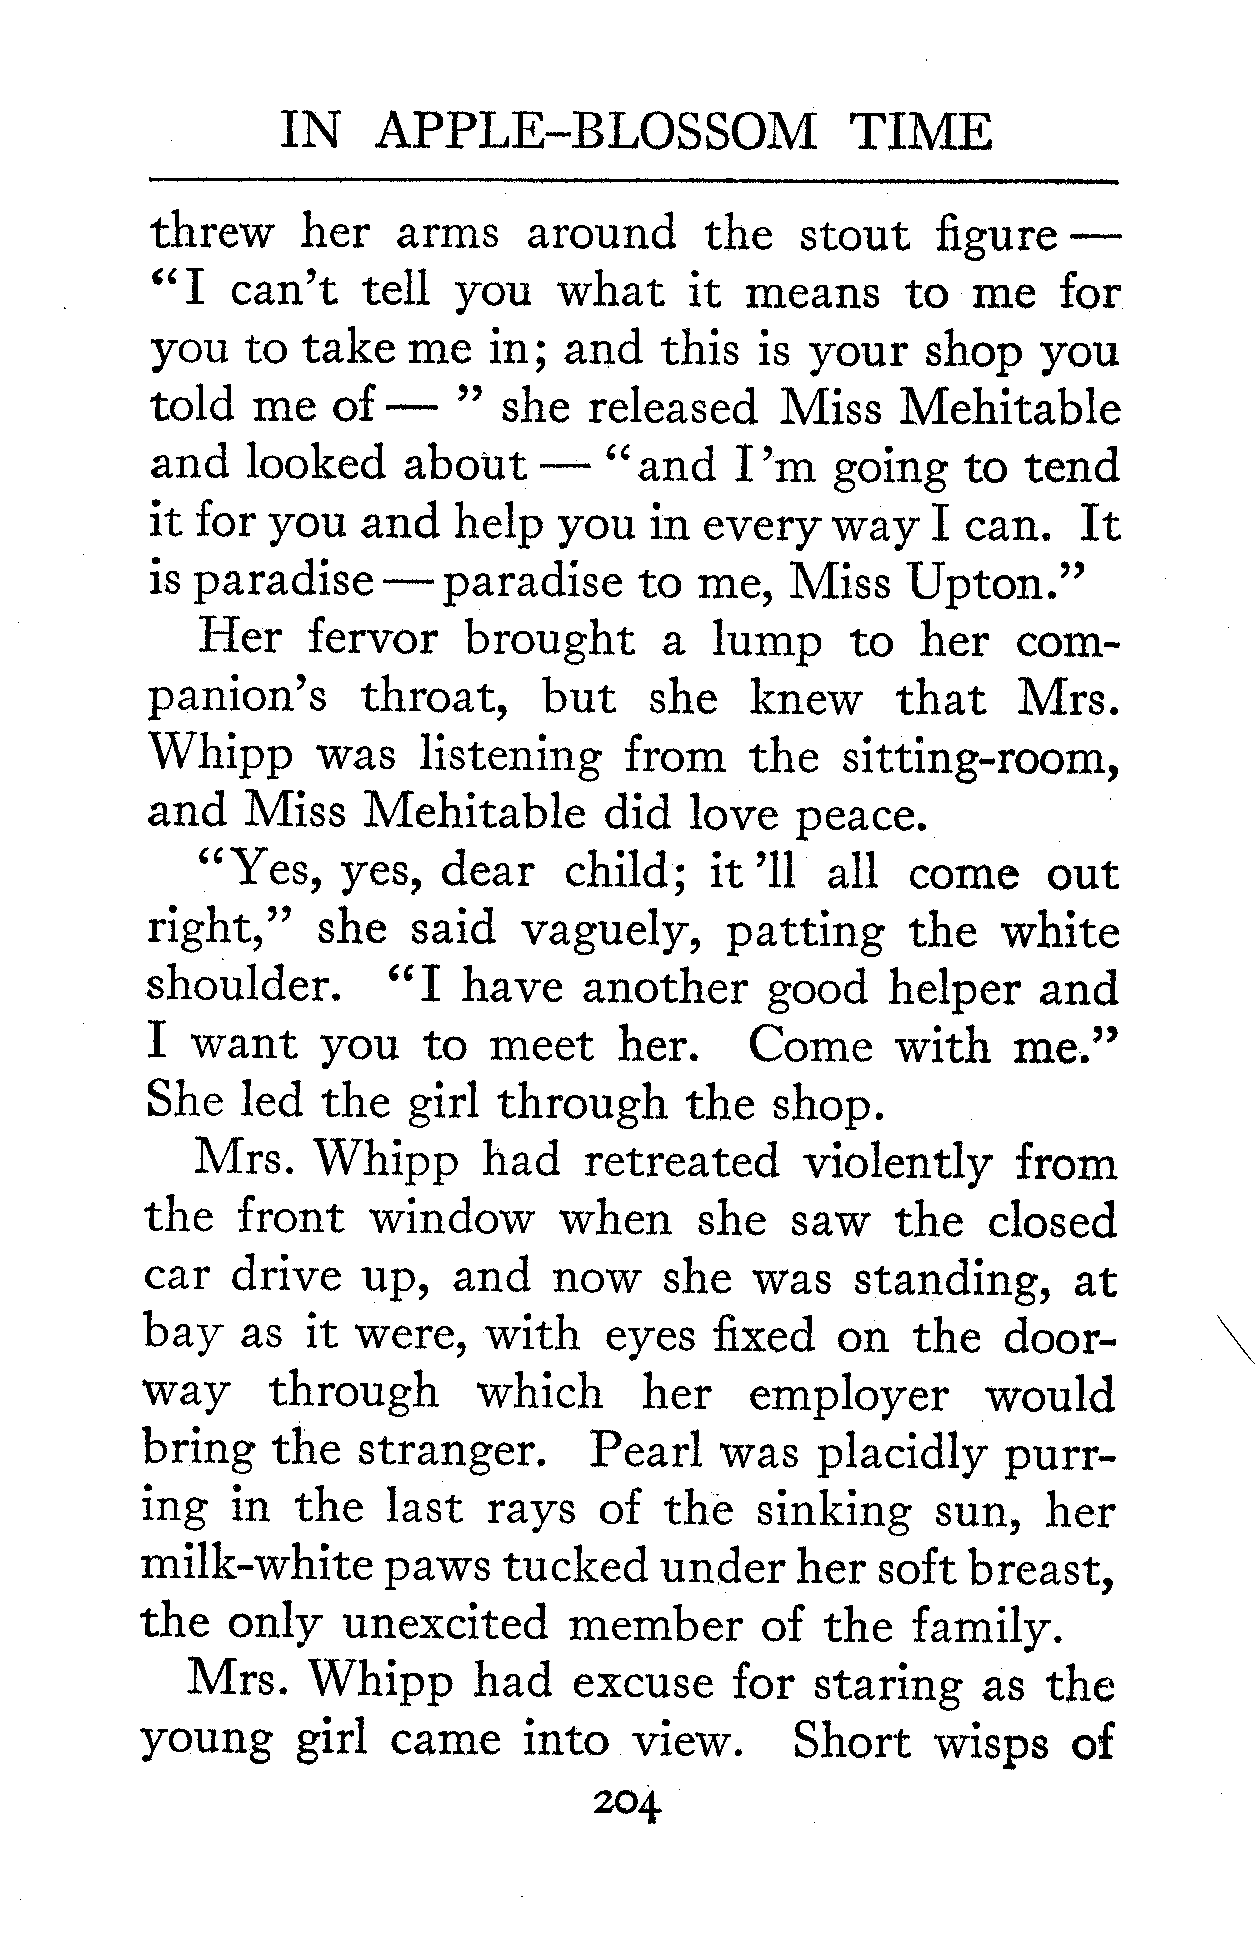 IN APPLE-BLOSSOM TIME
threw her arms around the stout figure —
“I can’t tell you what it means to me for
you to take me in; and this is your shop you
told me of — ” she released Miss Mehitable
and looked about — “and I’m going to tend
it for you and help you in every way I can. It
is paradise — paradise to me, Miss Upton.”
Her fervor brought a lump to her com-
panion’s throat, but she knew that Mrs.
Whipp was listening from the sitting-room,
and Miss Mehitable did love peace.
“Yes, yes, dear child; it ’ll all come out
right,” she said vaguely, patting the white
shoulder. “I have another good helper and
I want you to meet her. Come with me.”
She led the girl through the shop.
Mrs. Whipp had retreated violently from
the front window when she saw the closed
car drive up, and now she was standing, at
bay as it were, with eyes fixed on the door-
way through which her employer would
bring the stranger. Pearl was placidly purr-
ing in the last rays of the sinking sun, her
milk-white paws tucked under her soft breast,
the only unexcited member of the family.
Mrs. Whipp had excuse for staring as the
young girl came into view. Short wisps of
204